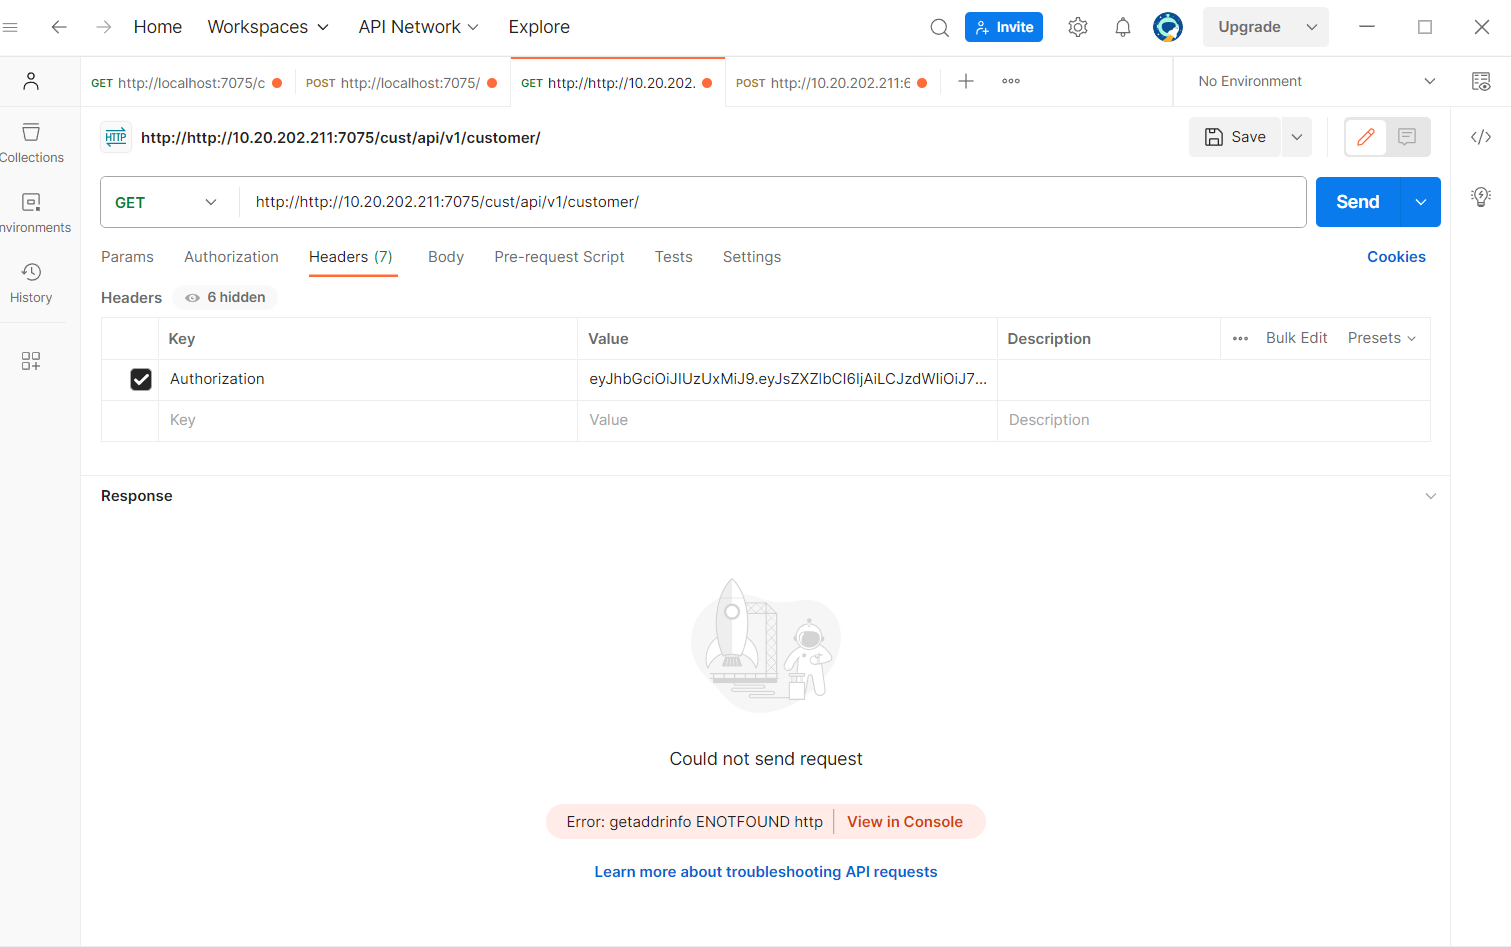 Home Workspaces API Network Explore Invite Upgrade
GET http://localhost:7075/c POST http://localhost:7075/ GET http://http://10.20.202. POST http://10.20.202.211:6 No Environment
HTTP http://http://10.20.202.211:7075/cust/api/v1/customer/ Save
Collections
GET http://http://10.20.202.211:7075/cust/api/v1/customer/ Send
nvironments
Params Authorization Headers (7) Body Pre-request Script Tests Settings Cookies
History
Headers 6 hidden
Key Value Description Bulk Edit Presets
Authorization eyJhbGciOiJIUzUxMiJ9.eyJsZXZlbCI6IjAiLCJzdWIiOiJ7...
Key Value Description
Response
Could not send request
Error: getaddrinfo ENOTFOUND http View in Console
Learn more about troubleshooting API requests